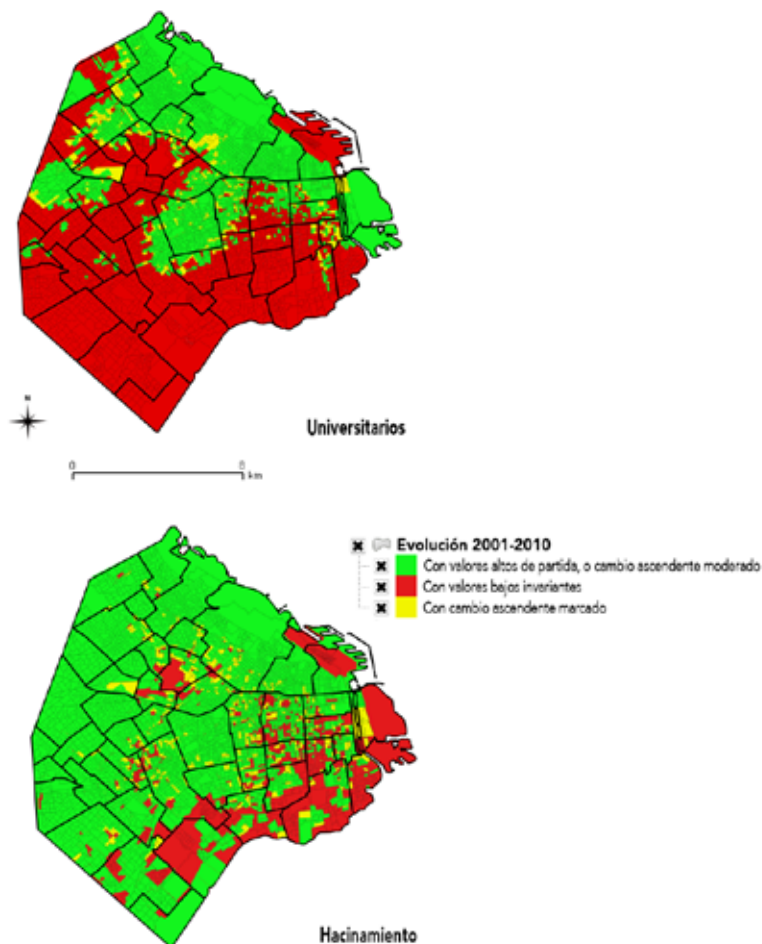 N
Universitarios
0 8
km
Evolución 2001-2010
Con valores altos de partida, o cambio ascendente moderado
Con valores bajos invariantes
Con cambio ascendente marcado
Hacinamiento